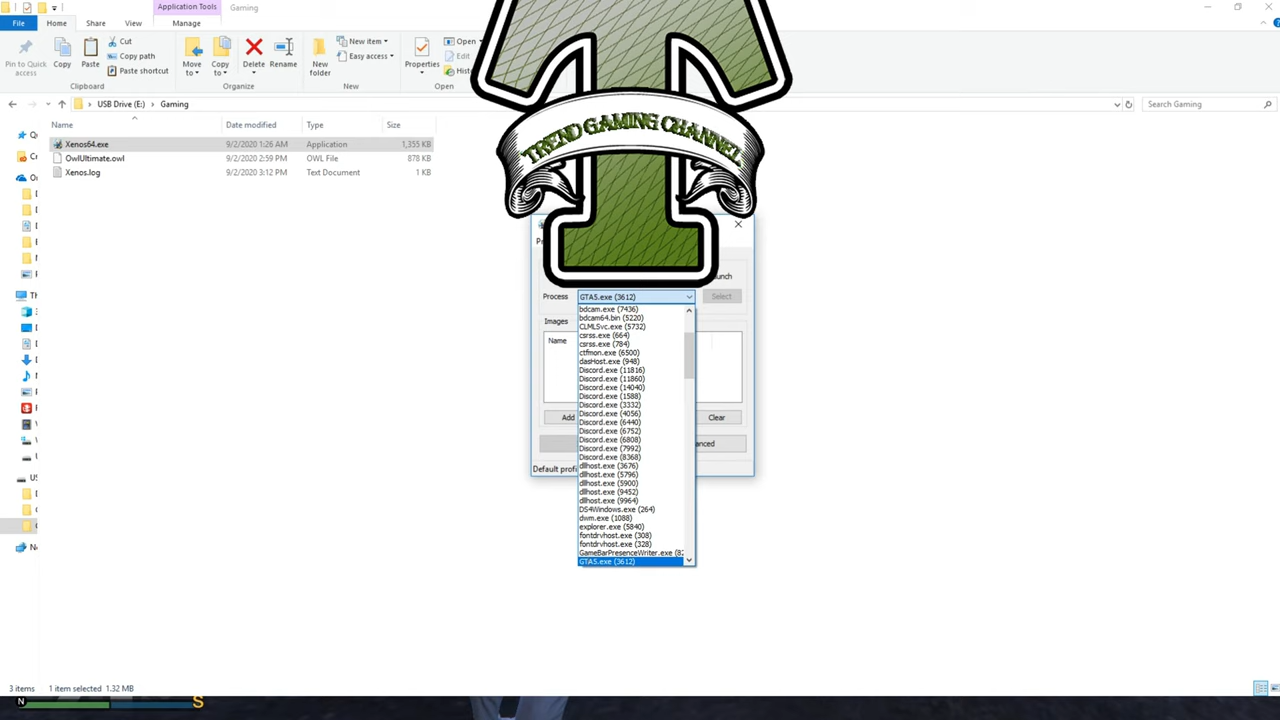 Application Tools
Gaming
File
Home
Share
View
Manage
Pin to Quick access
Copy
Paste
Cut
Copy path
Paste shortcut
Clipboard
Move to
Copy to
Delete
Rename
Organize
New folder
New item
Easy access
New
Properties
Open
Edit
Open
USB Drive (E:)
Gaming
Search Gaming
Name
Date modified
Type
Size
Xenos64.exe
9/2/2020 1:26 AM
Application
1,355 KB
OwlUltimate.owl
9/2/2020 2:59 PM
OWL File
878 KB
Xenos.log
9/2/2020 3:12 PM
Text Document
1 KB
TREND GAMING CHANNEL
Process
GTA5.exe (3612)
Select
Images
Name
bdcam.exe (7436)
bdcam64.bin (5220)
CLMLSvc.exe (5732)
csrss.exe (664)
csrss.exe (784)
ctfmon.exe (6500)
dasHost.exe (948)
Discord.exe (11816)
Discord.exe (11860)
Discord.exe (14040)
Discord.exe (1588)
Discord.exe (3332)
Discord.exe (4056)
Discord.exe (6440)
Discord.exe (6752)
Discord.exe (6808)
Discord.exe (7992)
Discord.exe (8368)
dllhost.exe (3676)
dllhost.exe (5796)
dllhost.exe (5900)
dllhost.exe (9452)
dllhost.exe (9964)
DS4Windows.exe (264)
dwm.exe (1088)
explorer.exe (5840)
fontdrvhost.exe (308)
fontdrvhost.exe (328)
GameBarPresenceWriter.exe (82
GTA5.exe (3612)
Add
Clear
3 items
1 item selected 1.32 MB
N
S